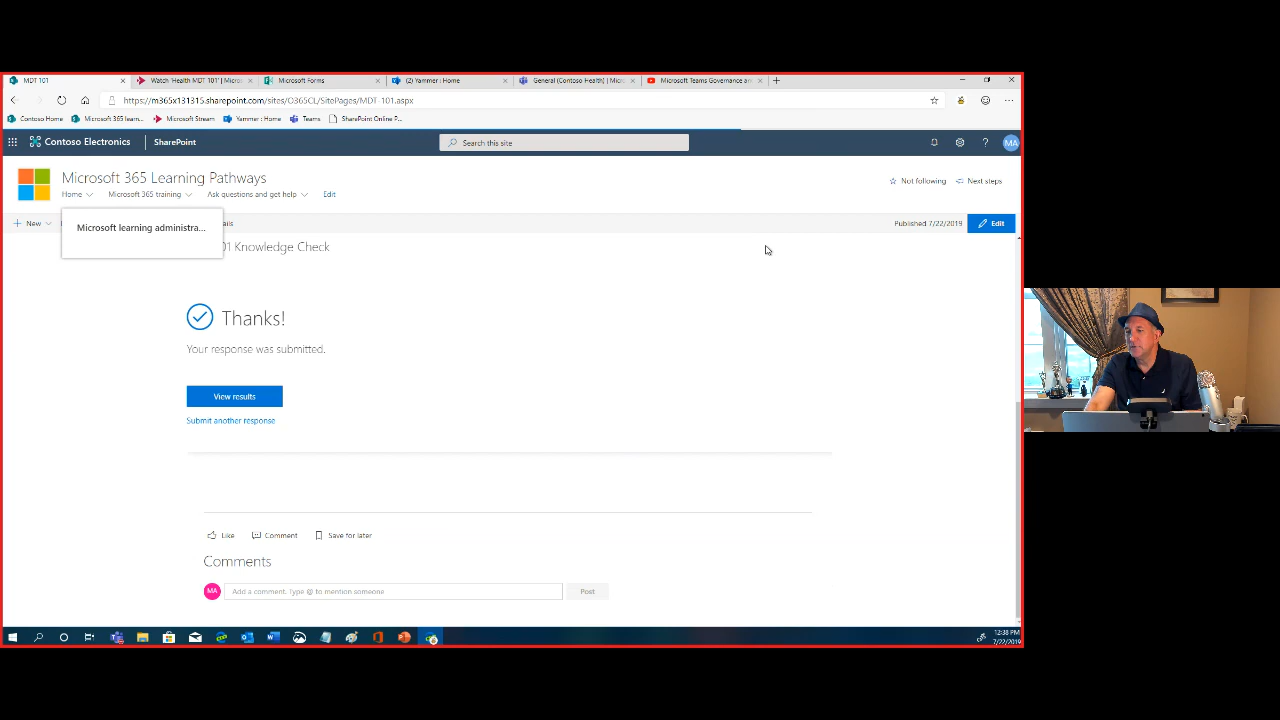 MDT 101
Watch 'Health MDT 101' | Micros
Microsoft Forms
(2) Yammer : Home
General (Contoso Health) | Micr
Microsoft Teams Governance an
https://m365x131315.sharepoint.com/sites/O365CL/SitePages/MDT-101.aspx
Contoso Home
Microsoft 365 learn...
Microsoft Stream
Yammer : Home
Teams
SharePoint Online P...
Contoso Electronics
SharePoint
Search this site
MA
Microsoft 365 Learning Pathways
Home
Microsoft 365 training
Ask questions and get help
Edit
Not following
Next steps
New
ails
Published 7/22/2019
Edit
Microsoft learning administra...
01 Knowledge Check
Thanks!
Your response was submitted.
View results
Submit another response
Like
Comment
Save for later
Comments
MA
Add a comment. Type @ to mention someone
Post
12:38 PM
7/22/2019